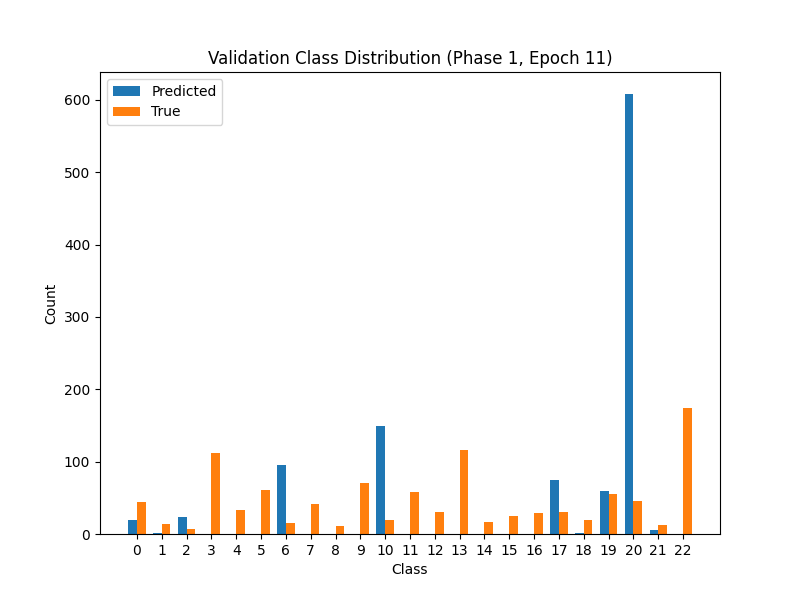 Validation Class Distribution (Phase 1, Epoch 11)
Predicted
True
600
500
400
300
200
100
0
Count
0 1 2 3 4 5 6 7 8 9 10 11 12 13 14 15 16 17 18 19 20 21 22
Class